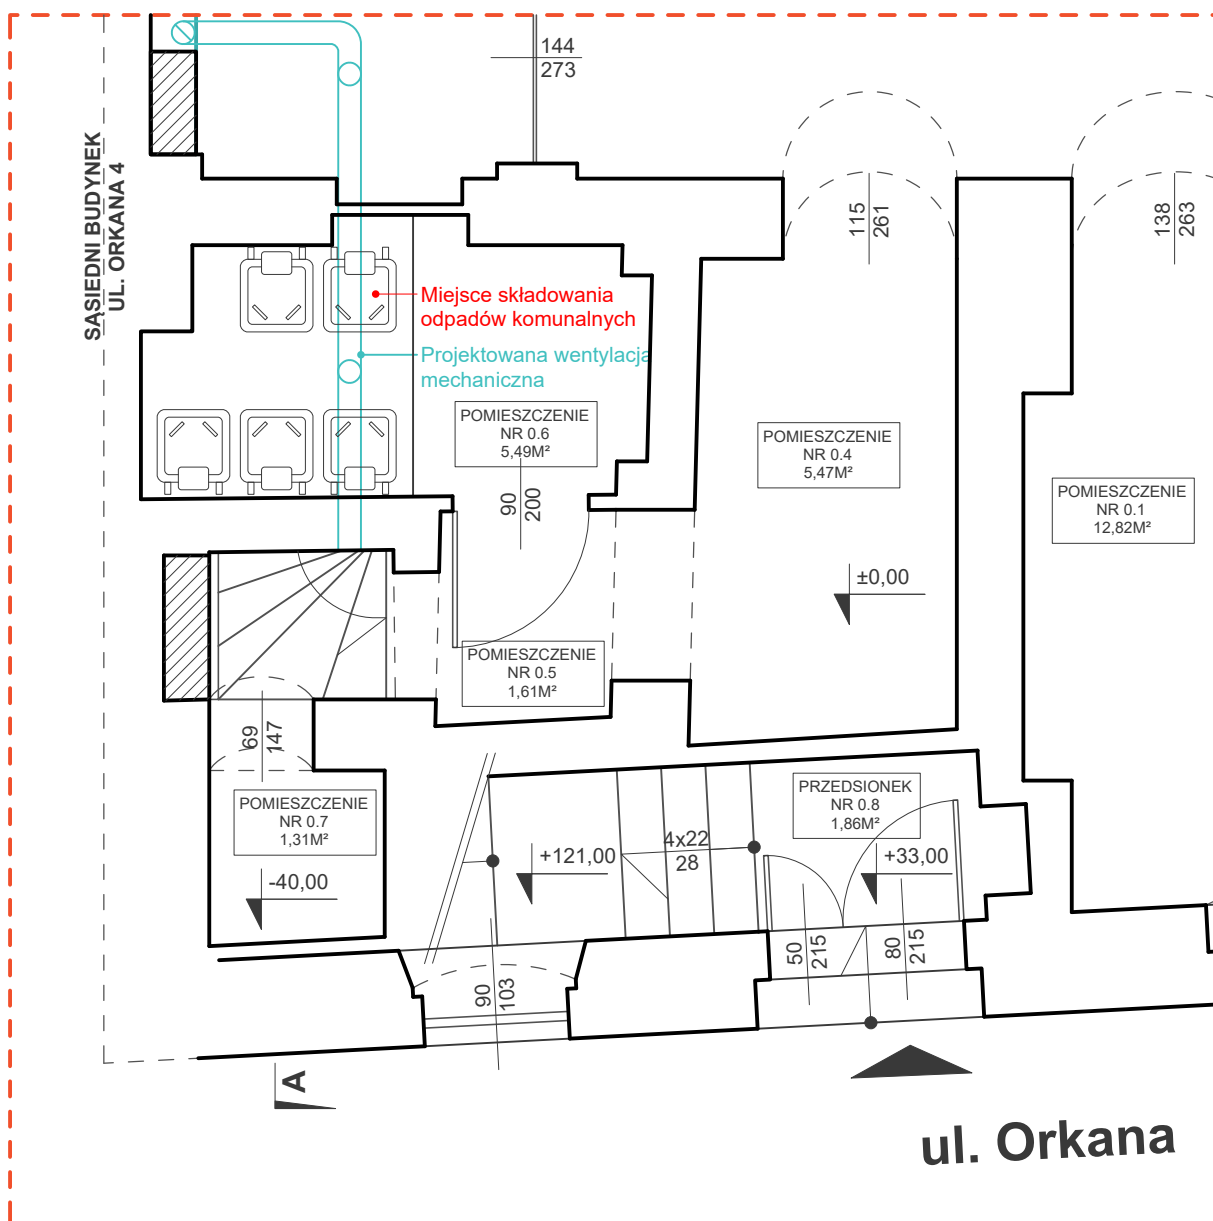 144
273
SĄSIEDNI BUDYNEK
UL. ORKANA 4
115
261
138
263
Miejsce składowania
odpadów komunalnych
Projektowana wentylacja
mechaniczna
POMIESZCZENIE
NR 0.6
5,49M²
POMIESZCZENIE
NR 0.4
5,47M²
POMIESZCZENIE
NR 0.1
12,82M²
90
200
±0,00
POMIESZCZENIE
NR 0.5
1,61M²
69
147
POMIESZCZENIE
NR 0.7
1,31M²
PRZEDSIONEK
NR 0.8
1,86M²
4x22
28
+121,00
+33,00
-40,00
50
215
80
215
90
103
A
ul. Orkana